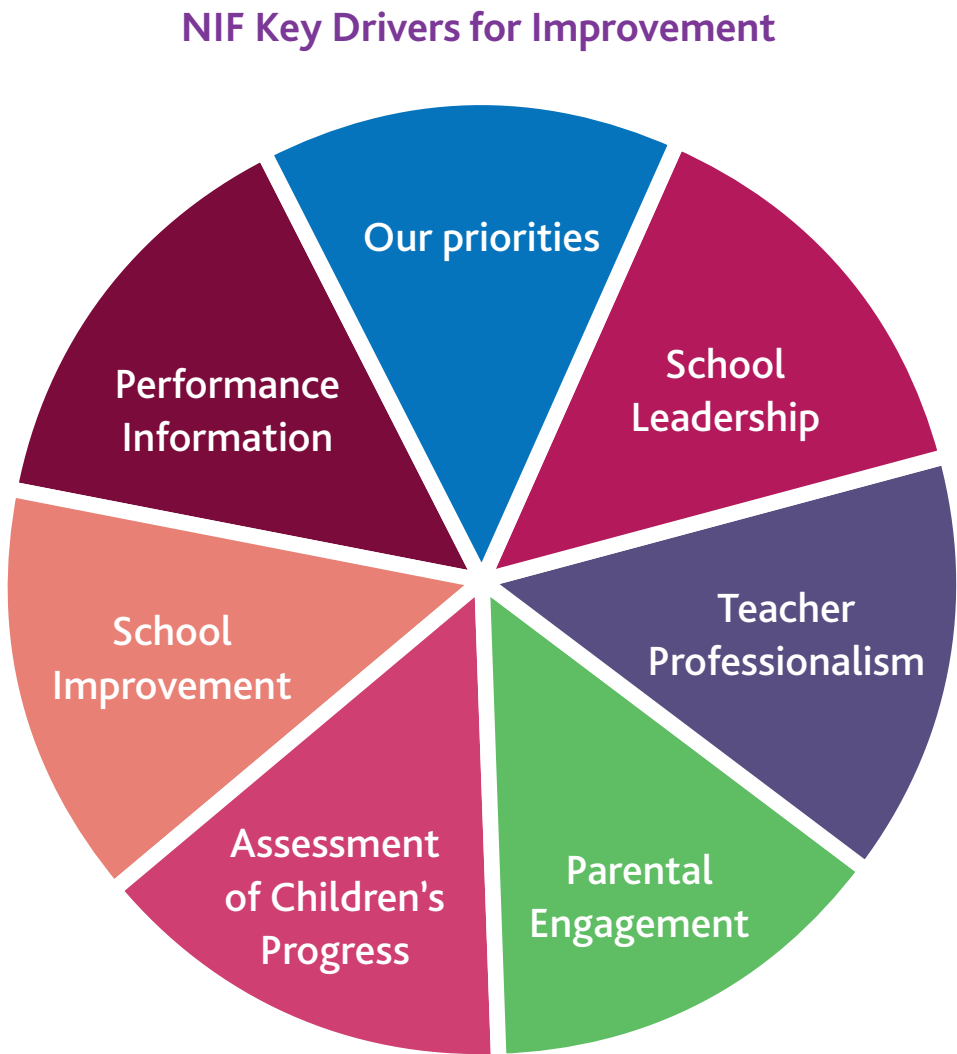 NIF Key Drivers for Improvement
Our priorities
School
Leadership
Teacher
Professionalism
Parental
Engagement
Assessment
of Children’s
Progress
School
Improvement
Performance
Information